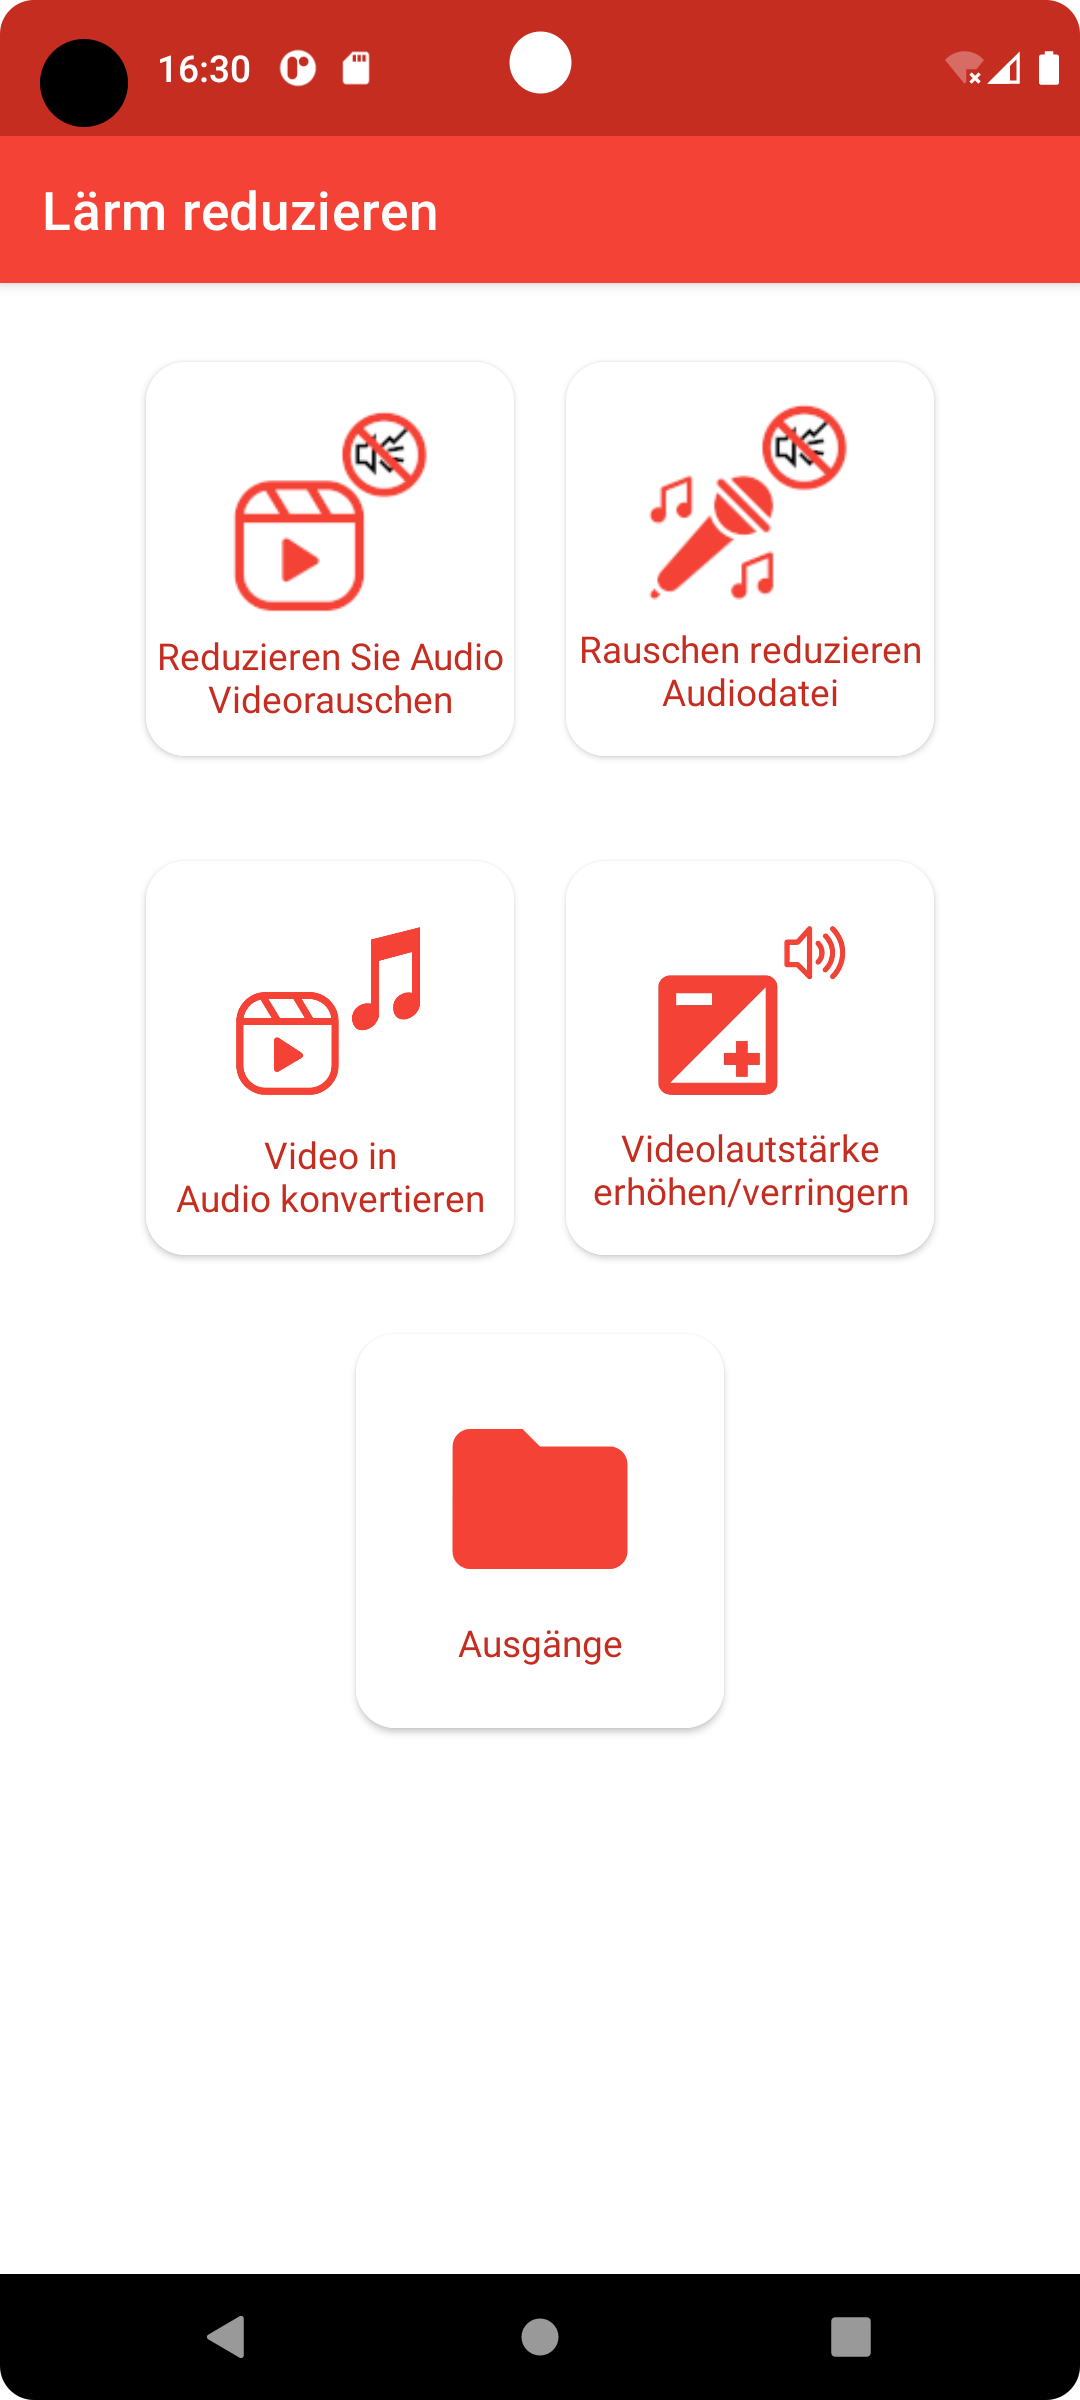 16:30
Lärm reduzieren
Reduzieren Sie Audio
Videorauschen
Rauschen reduzieren
Audiodatei
Video in
Audio konvertieren
Videolautstärke
erhöhen/verringern
Ausgänge